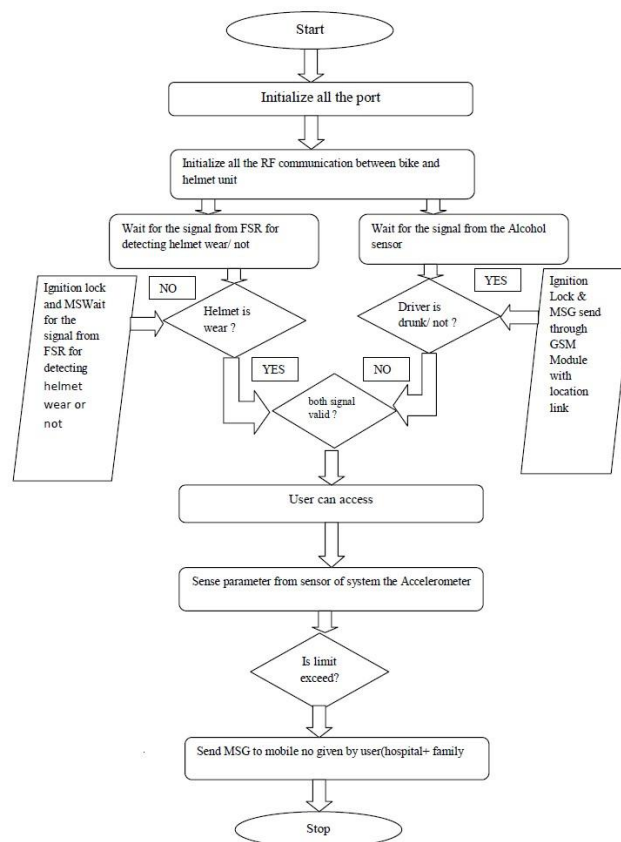 Start
Initialize all the port
Initialize all the RF communication between bike and
helmet unit
Wait for the signal from FSR for
detecting helmet wear/ not
Wait for the signal from the Alcohol
sensor
Ignition lock
and MSWait
for the
signal from
FSR for
detecting
helmet
wear or
not
NO
Helmet is
wear ?
YES
Driver is
drunk/ not ?
YES
NO
Ignition
Lock &
MSG send
through
GSM
Module
with
location
link
both signal
valid ?
User can access
Sense parameter from sensor of system the Accelerometer
Is limit
exceed?
Send MSG to mobile no given by user(hospital+ family
Stop